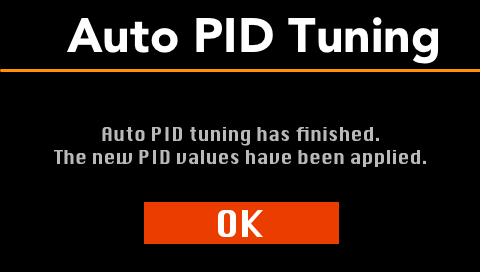 Auto PID Tuning
Auto PID tuning has finished.
The new PID values have been applied.
OK